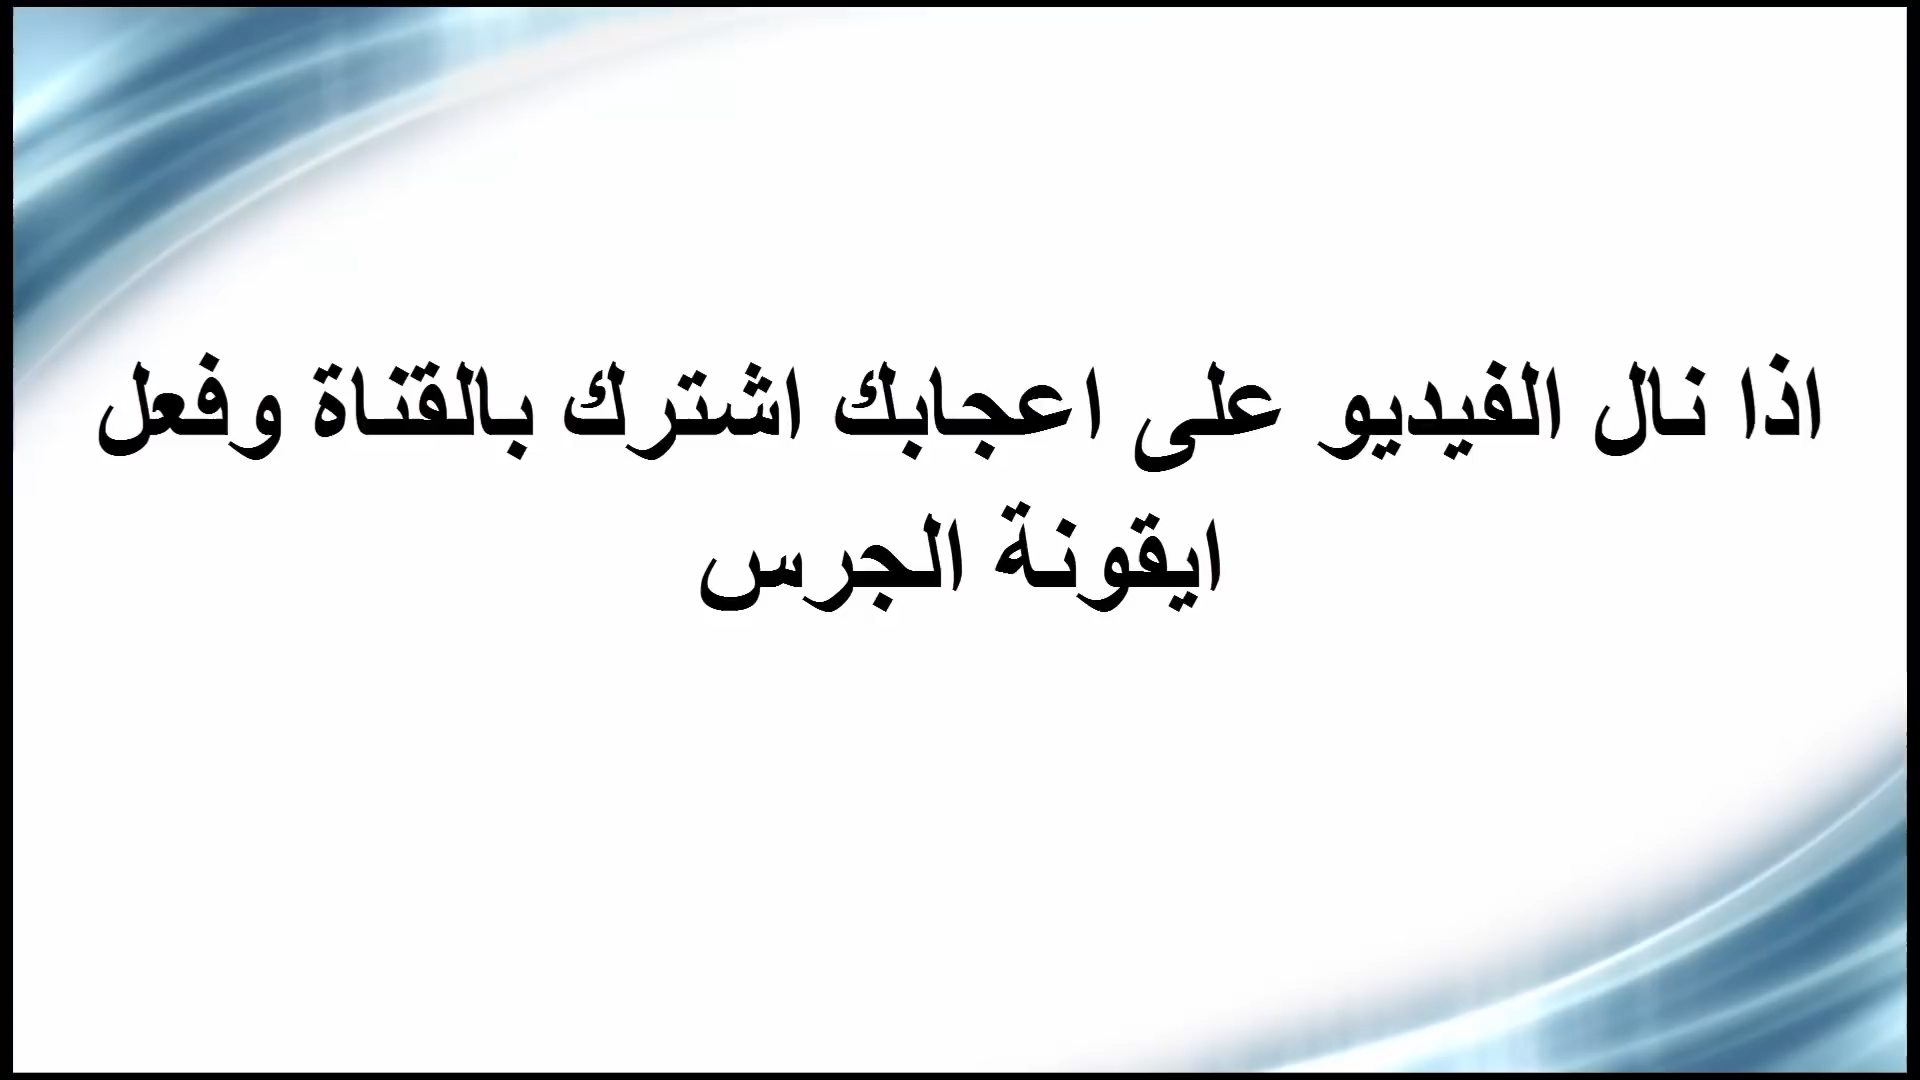 اذا نال الفيديو على اعجابك اشترك بالقناة وفعل
ايقونة الجرس